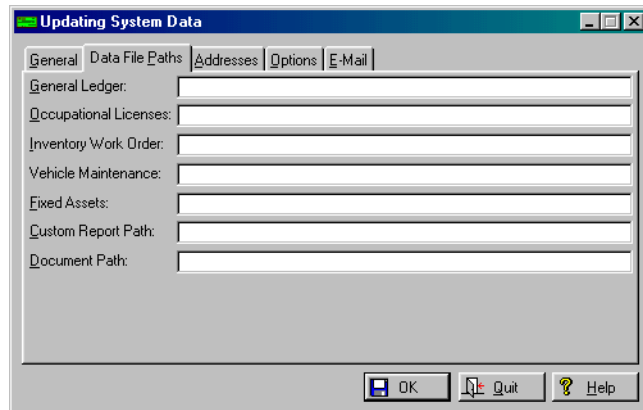 Updating System Data
General Data File Paths Addresses Options E-Mail
General Ledger:
Occupational Licenses:
Inventory Work Order:
Vehicle Maintenance:
Fixed Assets:
Custom Report Path:
Document Path:
OK Quit Help